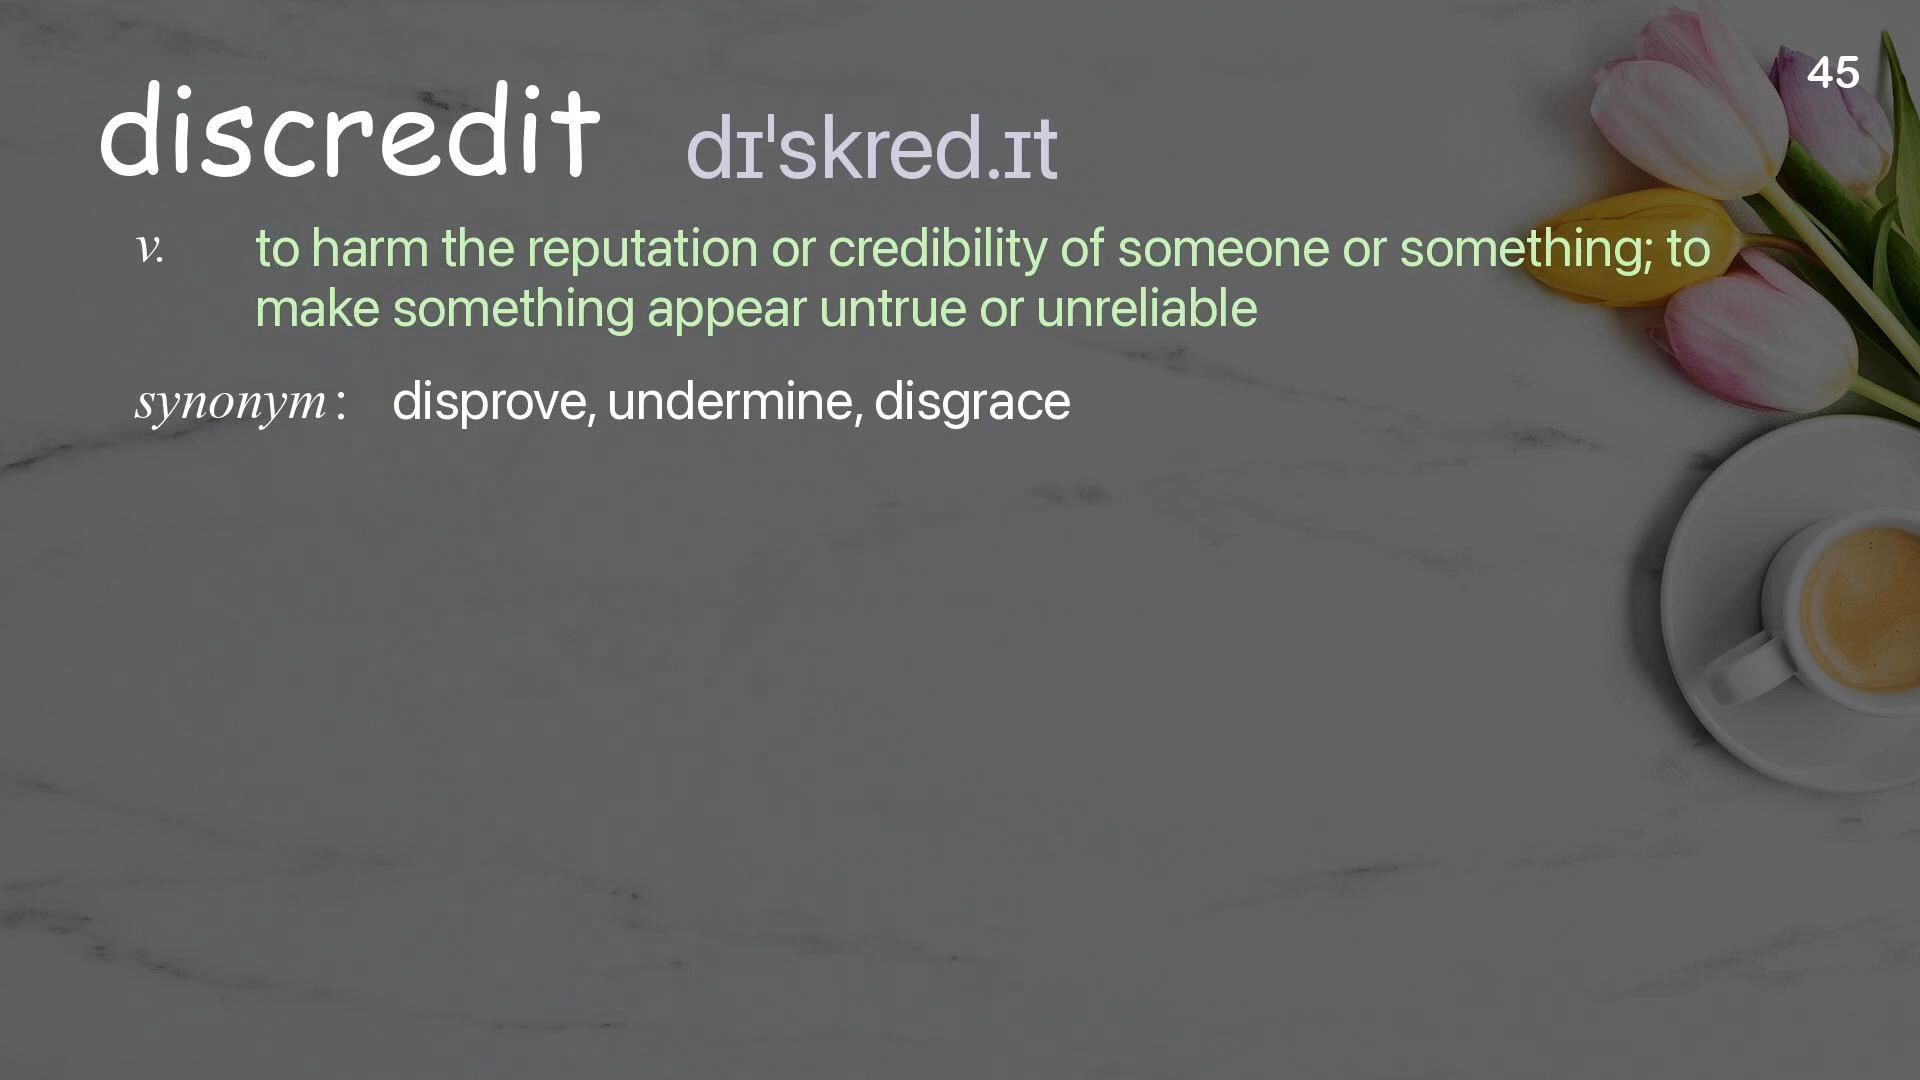 45
discredit dɪˈskred.ɪt
v. to harm the reputation or credibility of someone or something; to
make something appear untrue or unreliable
synonym : disprove, undermine, disgrace